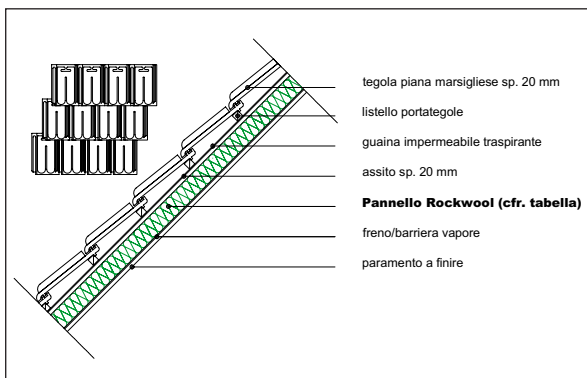 tegola piana marsigliese sp. 20 mm
listello portategole
guaina impermeabile traspirante
assito sp. 20 mm
Pannello Rockwool (cfr. tabella)
freno/barriera vapore
paramento a finire